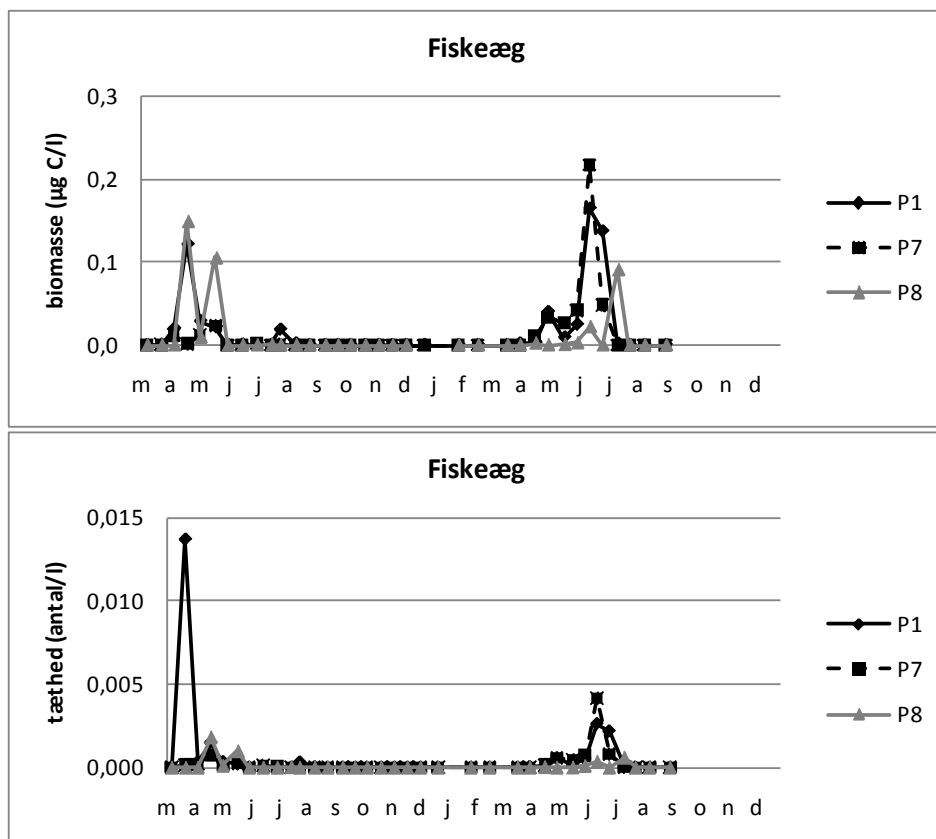 Fiskeæg
biomasse (µg C/l)
0,3
0,2
0,1
0,0
m a m j j a s o n d j f m a m j j a s o n d
P1
P7
P8
Fiskeæg
tæthed (antal/l)
0,015
0,010
0,005
0,000
m a m j j a s o n d j f m a m j j a s o n d
P1
P7
P8